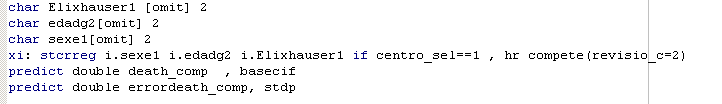 char Elixhauser1 [omit] 2
char edadg2[omit] 2
char sexe1[omit] 2
xi: stcrreg i.sexe1 i.edadg2 i.Elixhauser1 if centro_sel==1 , hr compete(revisio_c=2)
predict double death_comp  , basecif
predict double errordeath_comp, stdp